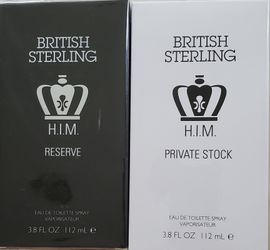 BRITISH
STERLING
H.I.M.
RESERVE
EAU DE TOILETTE SPRAY
VAPORISATEUR
3.8 FL OZ 112 mL e
BRITISH
STERLING
H.I.M.
PRIVATE STOCK
EAU DE TOILETTE SPRAY
VAPORISATEUR
3.8 FL OZ 112 mL e